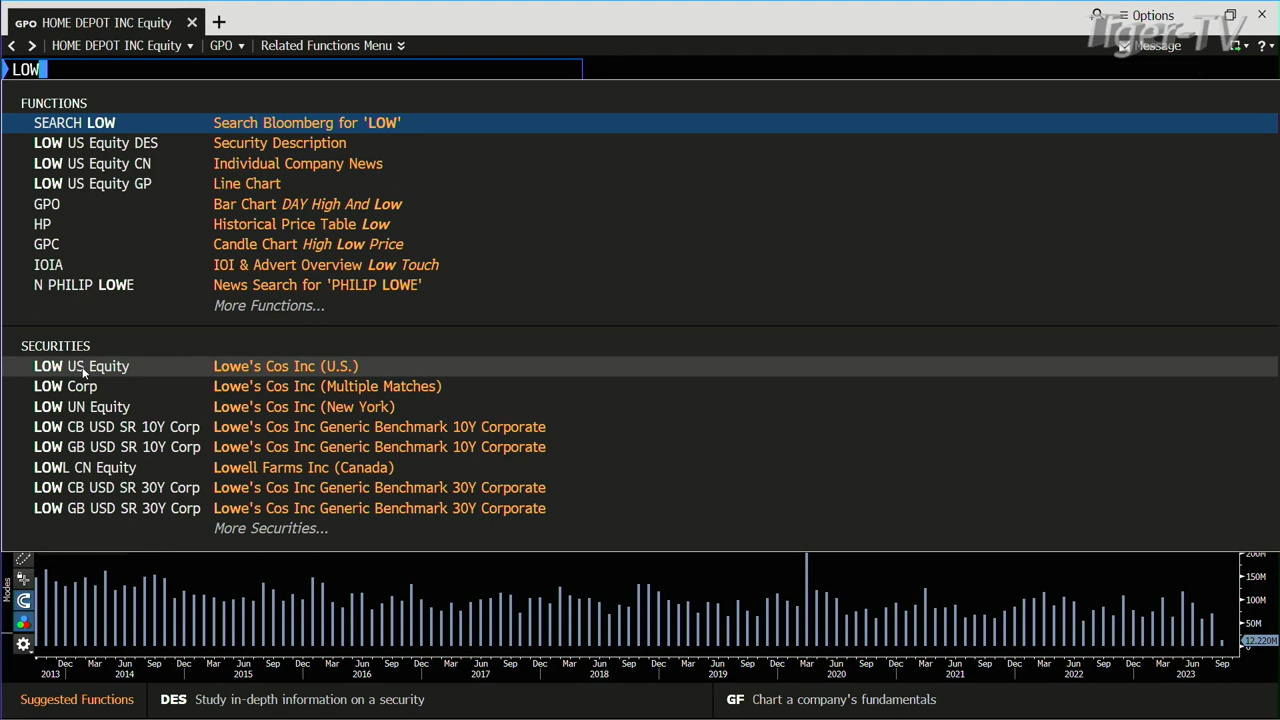 GPO HOME DEPOT INC Equity
Options
HOME DEPOT INC Equity GPO Related Functions Menu Message ?
Tiger-TV
LOW
FUNCTIONS
SEARCH LOW Search Bloomberg for 'LOW'
LOW US Equity DES Security Description
LOW US Equity CN Individual Company News
LOW US Equity GP Line Chart
GPO Bar Chart DAY High And Low
HP Historical Price Table Low
GPC Candle Chart High Low Price
IOIA IOI & Advert Overview Low Touch
N PHILIP LOWE News Search for 'PHILIP LOWE'
More Functions...
SECURITIES
LOW US Equity Lowe's Cos Inc (U.S.)
LOW Corp Lowe's Cos Inc (Multiple Matches)
LOW UN Equity Lowe's Cos Inc (New York)
LOW CB USD SR 10Y Corp Lowe's Cos Inc Generic Benchmark 10Y Corporate
LOW GB USD SR 10Y Corp Lowe's Cos Inc Generic Benchmark 10Y Corporate
LOWL CN Equity Lowell Farms Inc (Canada)
LOW CB USD SR 30Y Corp Lowe's Cos Inc Generic Benchmark 30Y Corporate
LOW GB USD SR 30Y Corp Lowe's Cos Inc Generic Benchmark 30Y Corporate
More Securities...
200M
150M
100M
50M
12.220M
0
Modes
Dec Mar Jun Sep Dec Mar Jun Sep Dec Mar Jun Sep Dec Mar Jun Sep Dec Mar Jun Sep Dec Mar Jun Sep Dec Mar Jun Sep Dec Mar Jun Sep Dec Mar Jun Sep Dec Mar Jun Sep
2013 2014 2015 2016 2017 2018 2019 2020 2021 2022 2023
Suggested Functions DES Study in-depth information on a security GF Chart a company's fundamentals